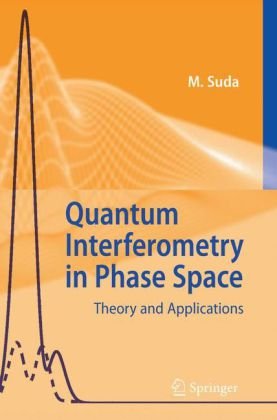 M. Suda
Quantum
Interferometry
in Phase Space
Theory and Applications
Springer